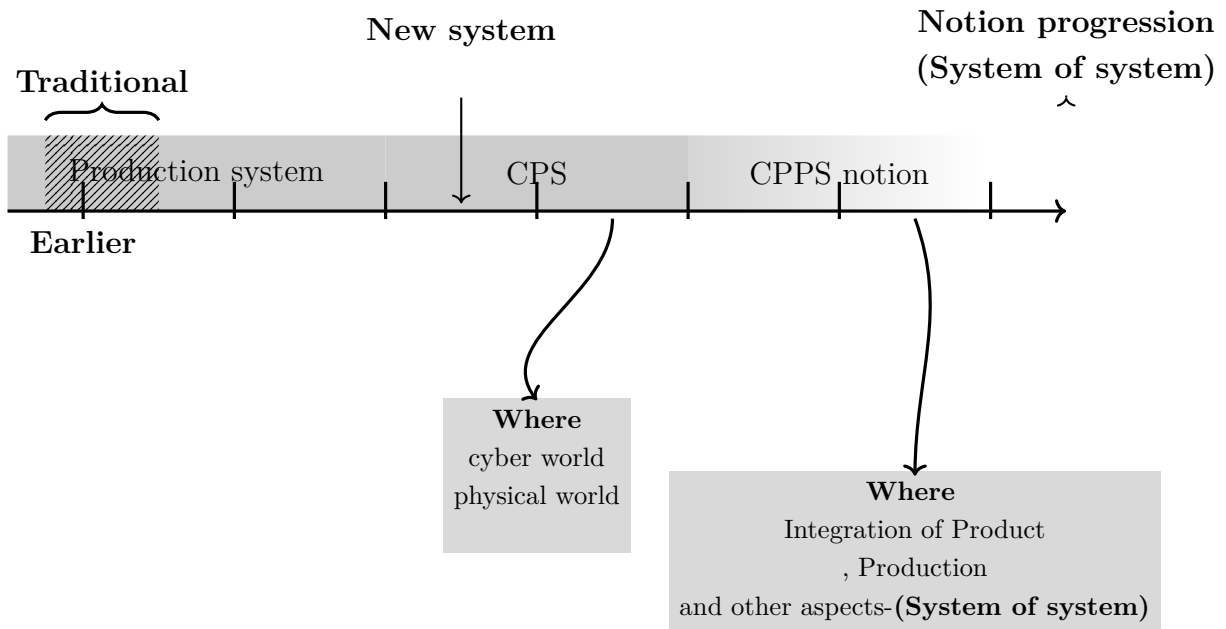 New system
Notion progression
(System of system)
Traditional
Production system
CPS
CPPS notion
Earlier
Where
cyber world
physical world
Where
Integration of Product
, Production
and other aspects-(System of system)